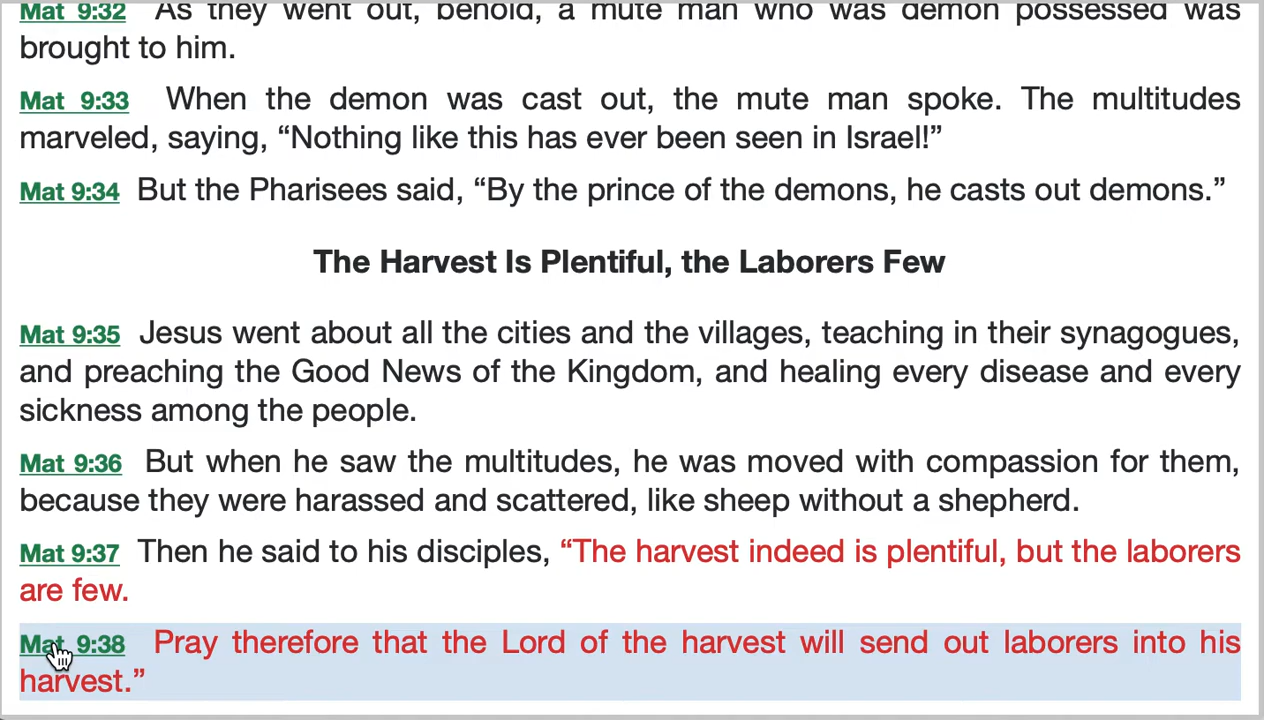 Mat 9:32 As they went out, behold, a mute man who was demon possessed was
brought to him.
Mat 9:33 When the demon was cast out, the mute man spoke. The multitudes
marveled, saying, “Nothing like this has ever been seen in Israel!”
Mat 9:34 But the Pharisees said, “By the prince of the demons, he casts out demons.”
The Harvest Is Plentiful, the Laborers Few
Mat 9:35 Jesus went about all the cities and the villages, teaching in their synagogues,
and preaching the Good News of the Kingdom, and healing every disease and every
sickness among the people.
Mat 9:36 But when he saw the multitudes, he was moved with compassion for them,
because they were harassed and scattered, like sheep without a shepherd.
Mat 9:37 Then he said to his disciples, “The harvest indeed is plentiful, but the laborers
are few.
Mat 9:38 Pray therefore that the Lord of the harvest will send out laborers into his
harvest.”